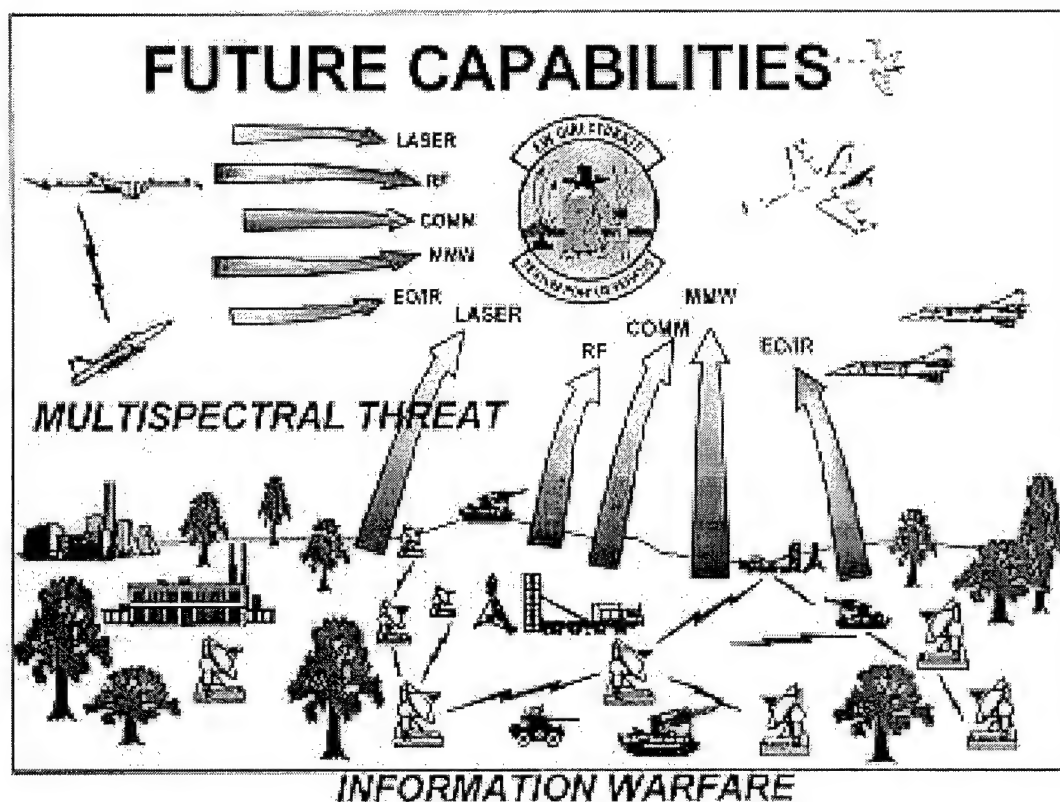 FUTURE CAPABILITIES
LASER
RF
COMM
MMW
EO/IR
LASER
RF
COMM
MMW
EO/IR
MULTISPECTRAL THREAT
INFORMATION WARFARE